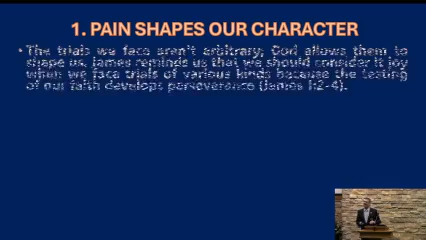 1. PAIN SHAPES OUR CHARACTER
• The trials we face aren't arbitrary; God allows them to
shape us. James reminds us that we should consider it joy
when we face trials of various kinds because the testing
of our faith develops perseverance (James 1:2-4).